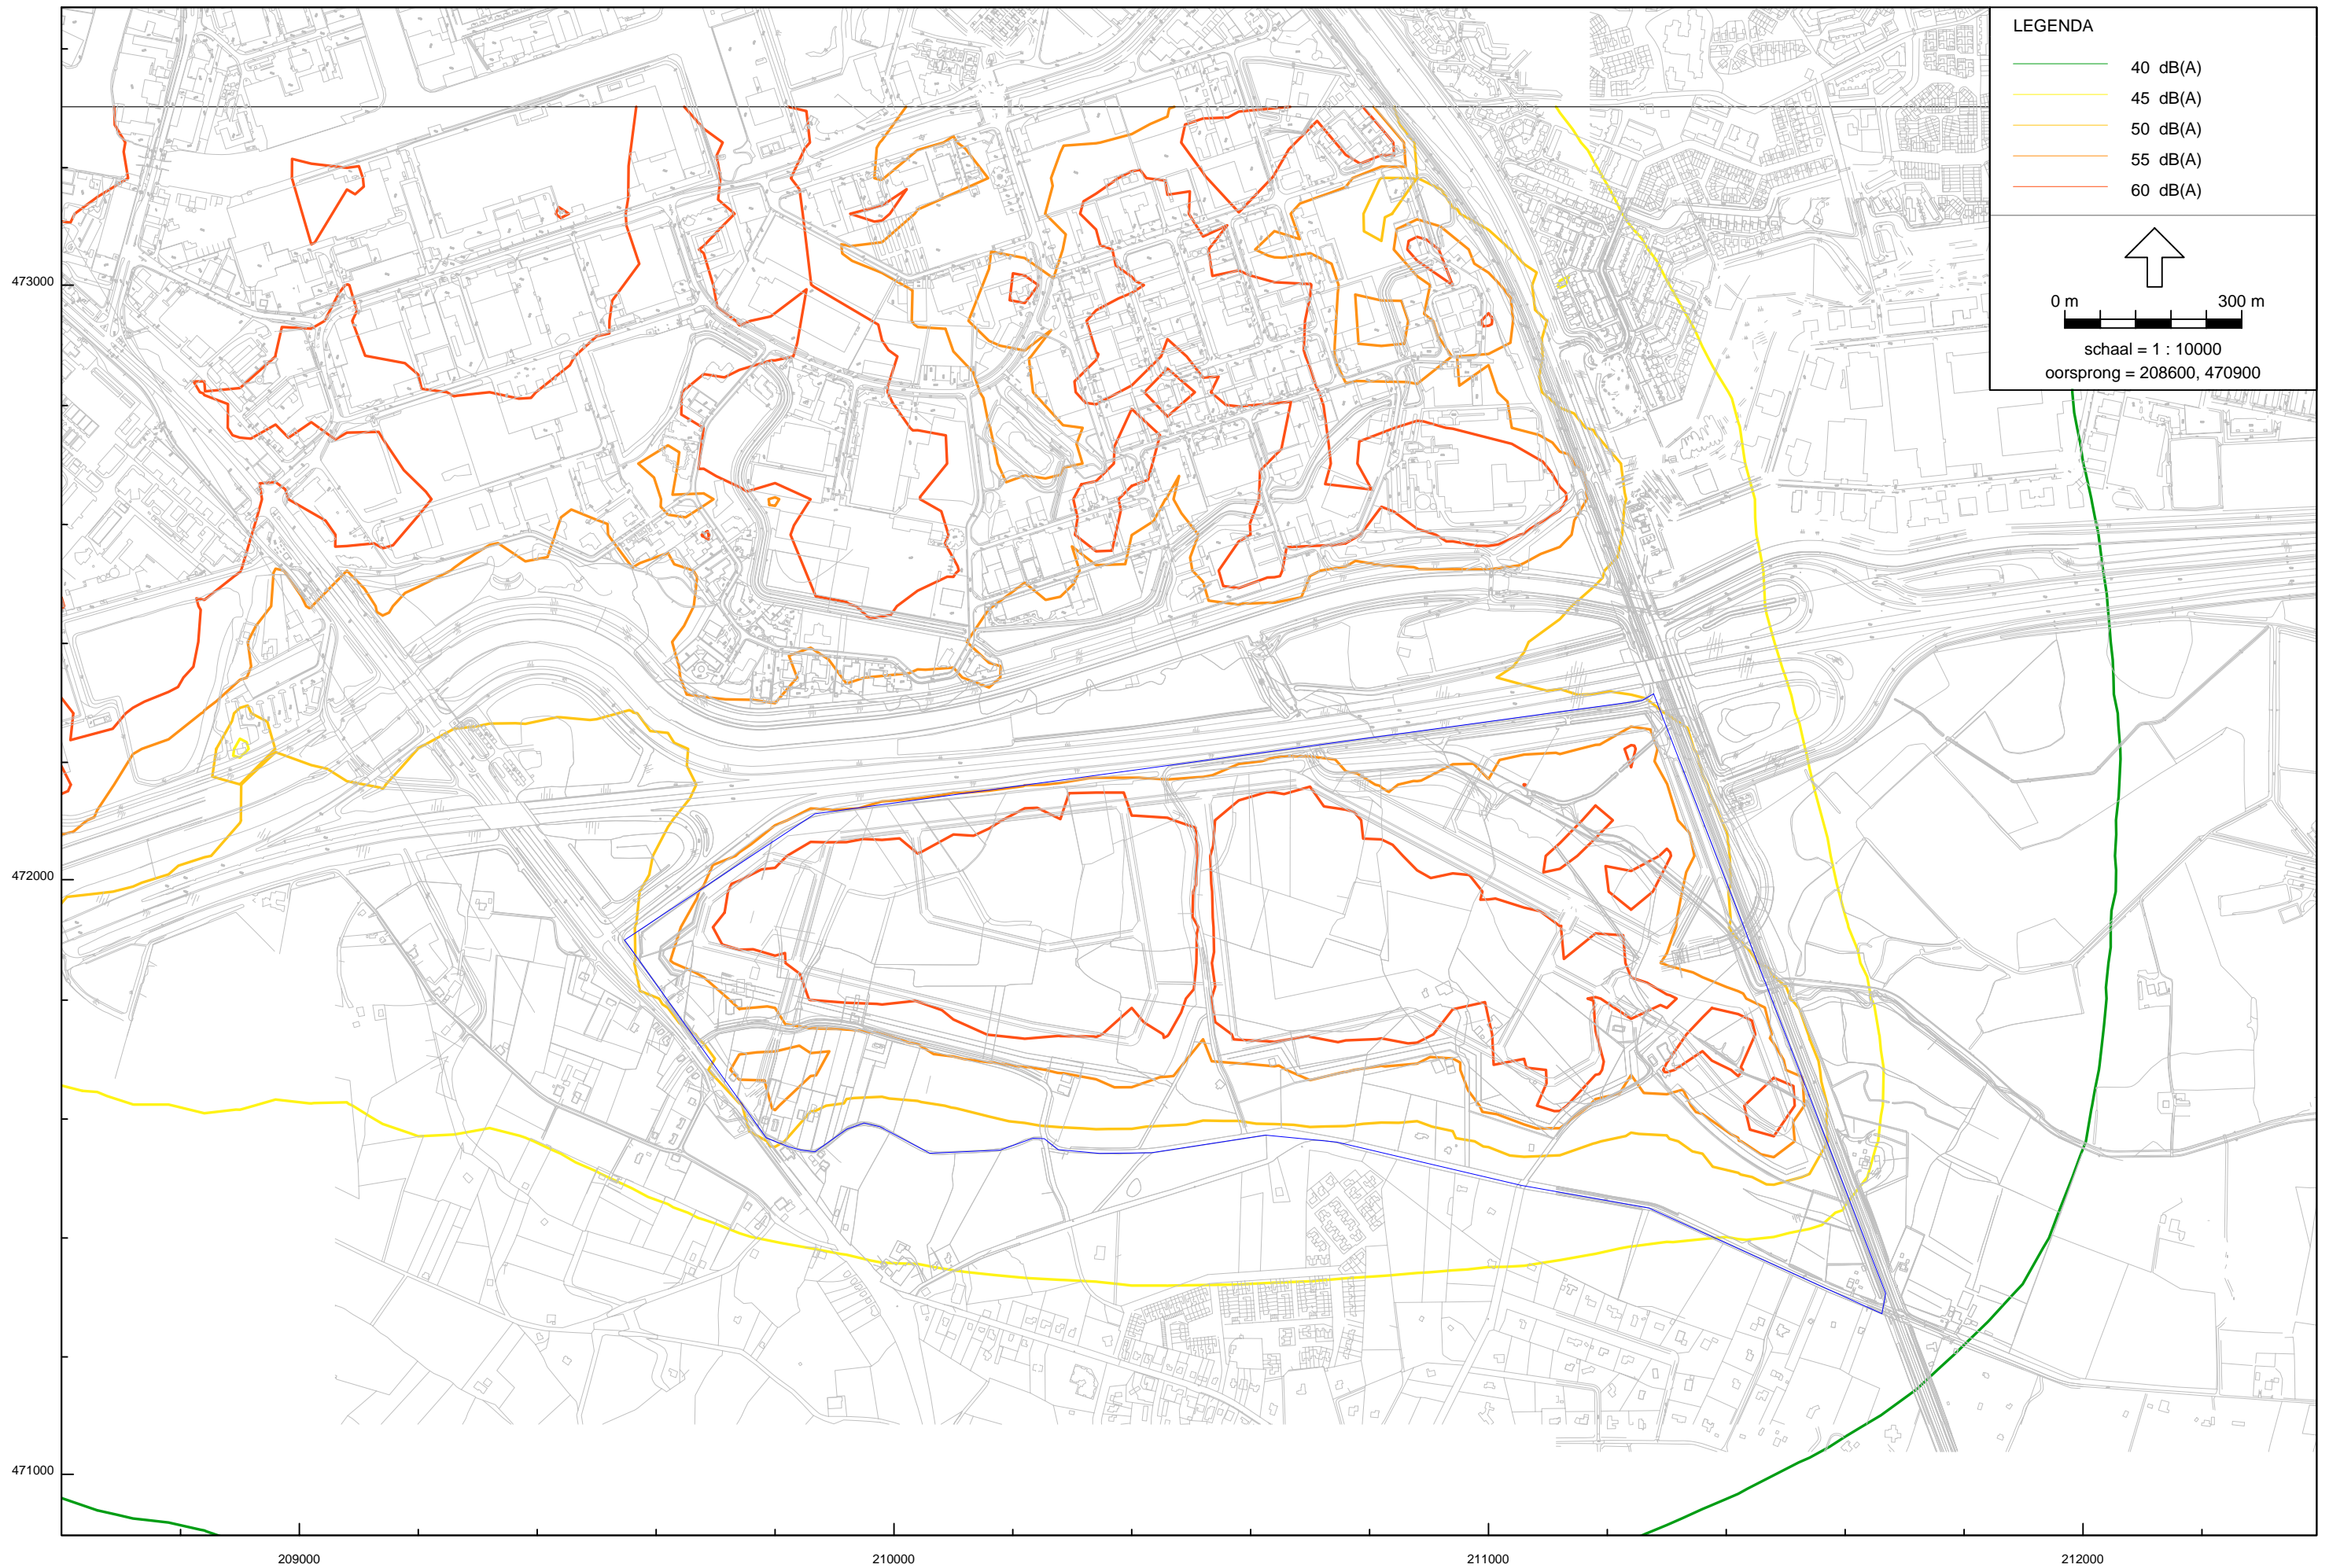 LEGENDA
40 dB(A)
45 dB(A)
50 dB(A)
55 dB(A)
60 dB(A)
0 m 300 m
schaal = 1 : 10000
oorsprong = 208600, 470900
473000
472000
471000
209000 210000 211000 212000